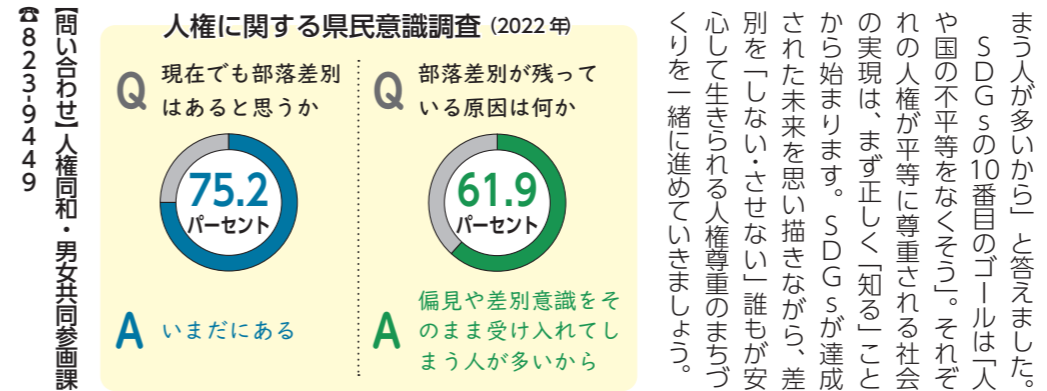 まう人が多いから」と答えました。
　SDGsの10番目のゴールは「人
や国の不平等をなくそう」。それぞ
れの人権が平等に尊重される社会
の実現は、まず正しく「知る」こと
から始まります。SDGsが達成
された未来を思い描きながら、差
別を「しない・させない」誰もが安
心して生きられる人権尊重のまちづ
くりを一緒に進めていきましょう。
人権に関する県民意識調査（2022年）
Q 現在でも部落差別
はあると思うか
75.2
パーセント
A いまだにある
Q 部落差別が残って
いる原因は何か
61.9
パーセント
A 偏見や差別意識をそ
のまま受け入れてし
まう人が多いから
【問い合わせ】人権同和・男女共同参画課
☎823-9449